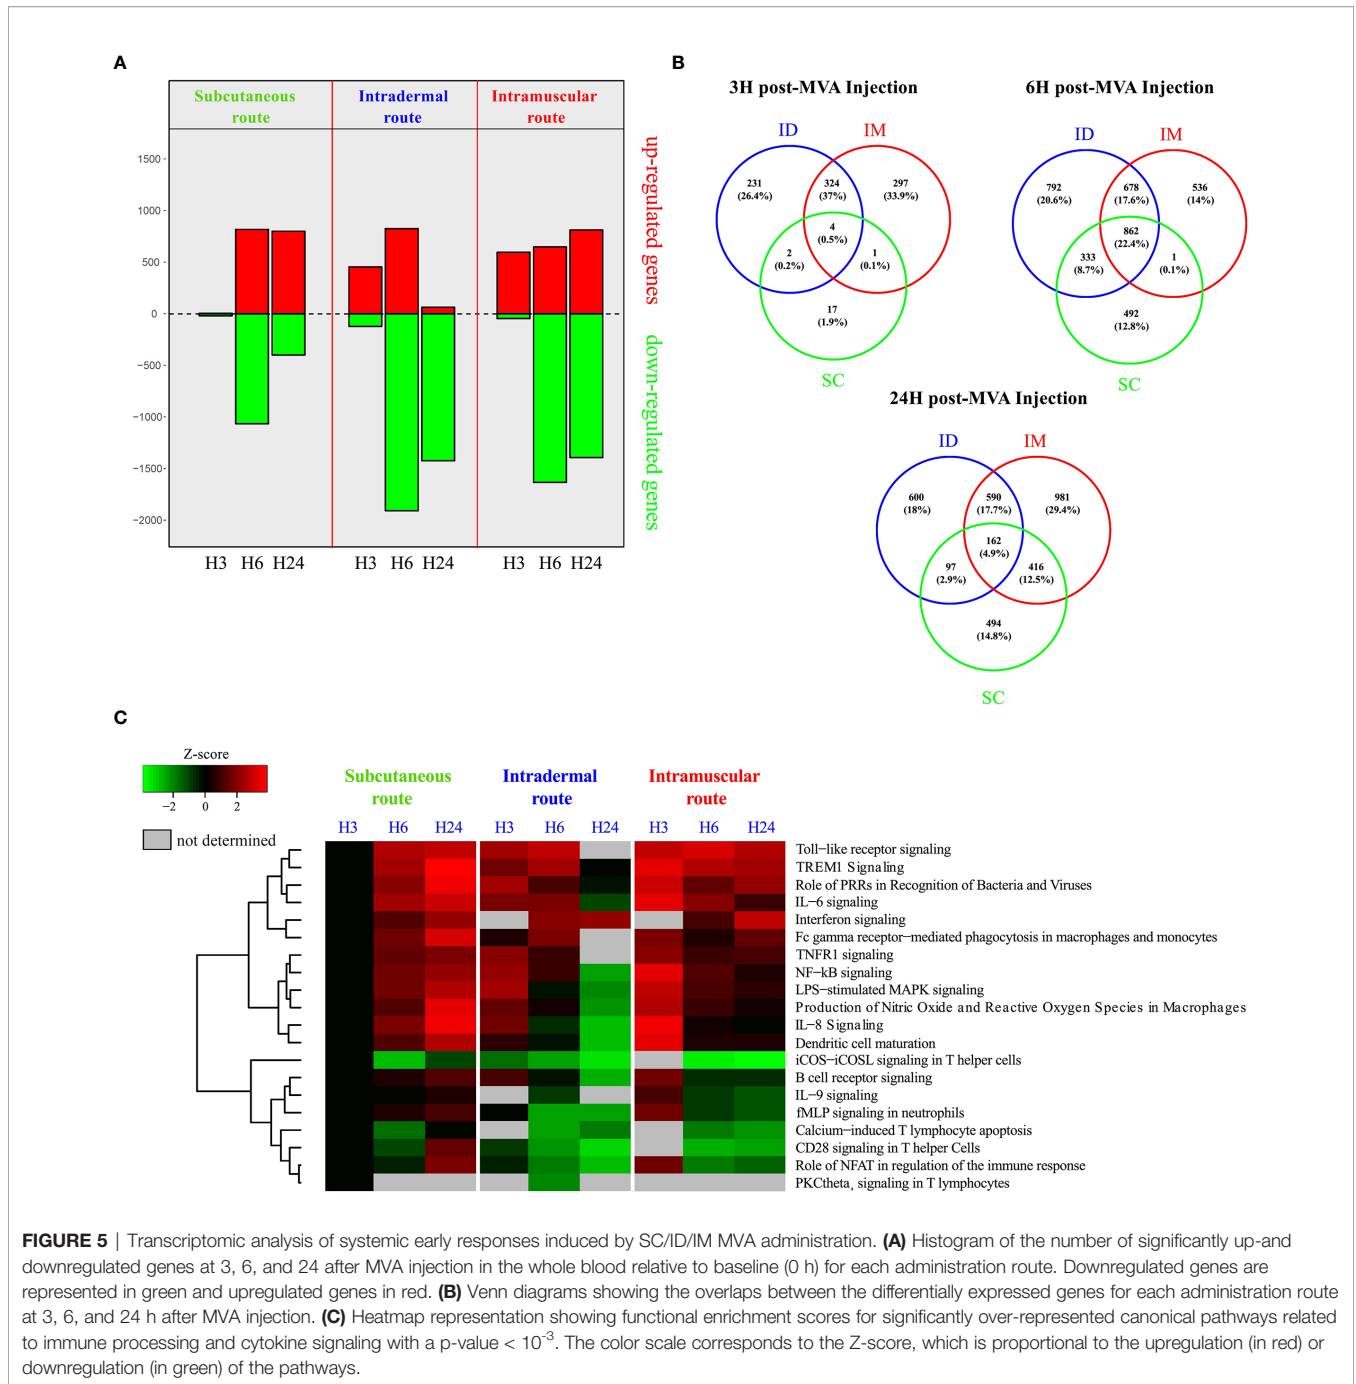 A
Subcutaneous route
Intradermal route
Intramuscular route
1500
1000
500
0
−500
−1000
−1500
−2000
H3 H6 H24 H3 H6 H24 H3 H6 H24
up-regulated genes
down-regulated genes
B
3H post-MVA Injection
ID IM
231 (26.4%)
324 (37%)
297 (33.9%)
4 (0.5%)
2 (0.2%)
1 (0.1%)
17 (1.9%)
SC
6H post-MVA Injection
ID IM
792 (20.6%)
678 (17.6%)
536 (14%)
862 (22.4%)
333 (8.7%)
1 (0.1%)
492 (12.8%)
SC
24H post-MVA Injection
ID IM
600 (18%)
590 (17.7%)
981 (29.4%)
162 (4.9%)
97 (2.9%)
416 (12.5%)
494 (14.8%)
SC
C
Z-score
−2 0 2
not determined
Subcutaneous route
Intradermal route
Intramuscular route
H3 H6 H24 H3 H6 H24 H3 H6 H24
Toll−like receptor signaling
TREM1 Signaling
Role of PRRs in Recognition of Bacteria and Viruses
IL−6 signaling
Interferon signaling
Fc gamma receptor−mediated phagocytosis in macrophages and monocytes
TNFR1 signaling
NF−kB signaling
LPS−stimulated MAPK signaling
Production of Nitric Oxide and Reactive Oxygen Species in Macrophages
IL−8 Signaling
Dendritic cell maturation
iCOS−iCOSL signaling in T helper cells
B cell receptor signaling
IL−9 signaling
fMLP signaling in neutrophils
Calcium−induced T lymphocyte apoptosis
CD28 signaling in T helper Cells
Role of NFAT in regulation of the immune response
PKCtheta¸ signaling in T lymphocytes
FIGURE 5 | Transcriptomic analysis of systemic early responses induced by SC/ID/IM MVA administration. (A) Histogram of the number of significantly up-and
downregulated genes at 3, 6, and 24 after MVA injection in the whole blood relative to baseline (0 h) for each administration route. Downregulated genes are
represented in green and upregulated genes in red. (B) Venn diagrams showing the overlaps between the differentially expressed genes for each administration route
at 3, 6, and 24 h after MVA injection. (C) Heatmap representation showing functional enrichment scores for significantly over-represented canonical pathways related
to immune processing and cytokine signaling with a p-value < 10⁻³. The color scale corresponds to the Z-score, which is proportional to the upregulation (in red) or
downregulation (in green) of the pathways.